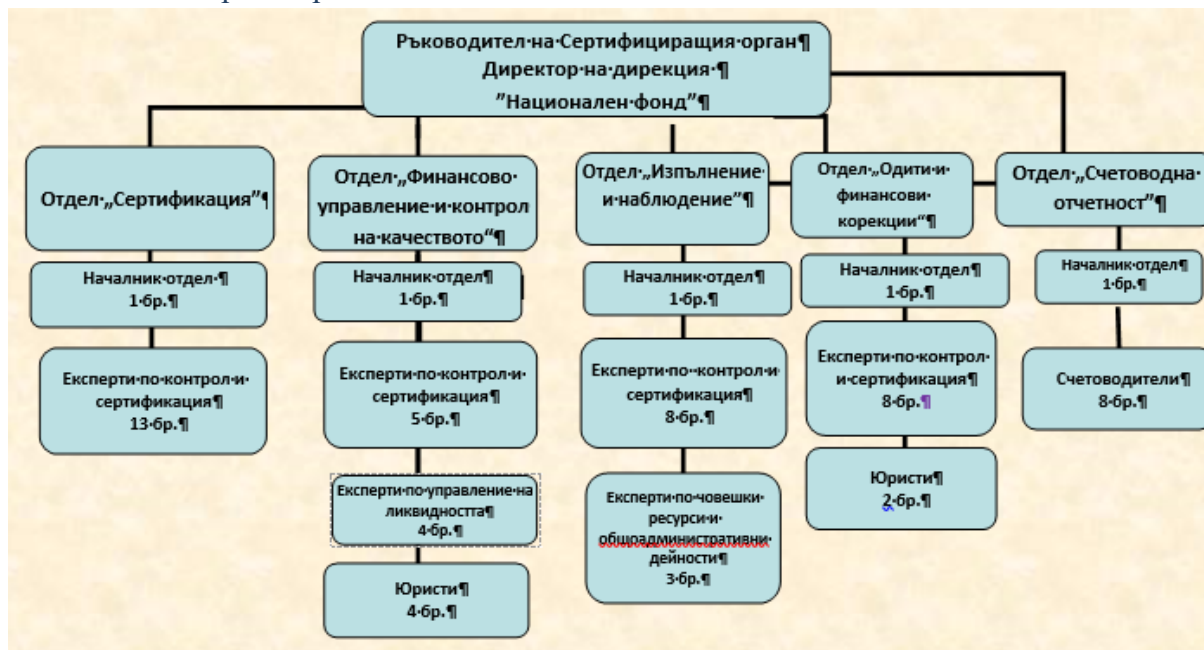 Ръководител·на·Сертифициращия·орган¶
Директор·на·дирекция·¶
”Национален·фонд”¶
Отдел·„Сертификация”¶
Началник·отдел·¶
1·бр.¶
Експерти·по·контрол·и·
сертификация¶
13·бр.¶
Отдел·„Финансово·
управление·и·контрол
на·качеството“¶
Началник·отдел¶
1·бр.¶
Експерти·по·контрол·и·
сертификация¶
5·бр.¶
Експерти·по·управление·на
ликвидността¶
4·бр.¶
Юристи¶
4·бр.¶
Отдел·„Изпълнение·
и·наблюдение”¶
Началник·отдел¶
1·бр.¶
Експерти·по··контрол·и
сертификация¶
8·бр.¶
Експерти·по·човешки·
ресурси·и·
общоадминистративни·
дейности¶
3·бр.¶
Отдел·„Одити·и·
финансови·
корекции“¶
Началник·отдел¶
1·бр.¶
Експерти·по·контрол·
и·сертификация¶
8·бр.¶
Юристи¶
2·бр.¶
Отдел·„Счетоводна·
отчетност”¶
Началник·отдел¶
1·бр.¶
Счетоводители¶
8·бр.¶